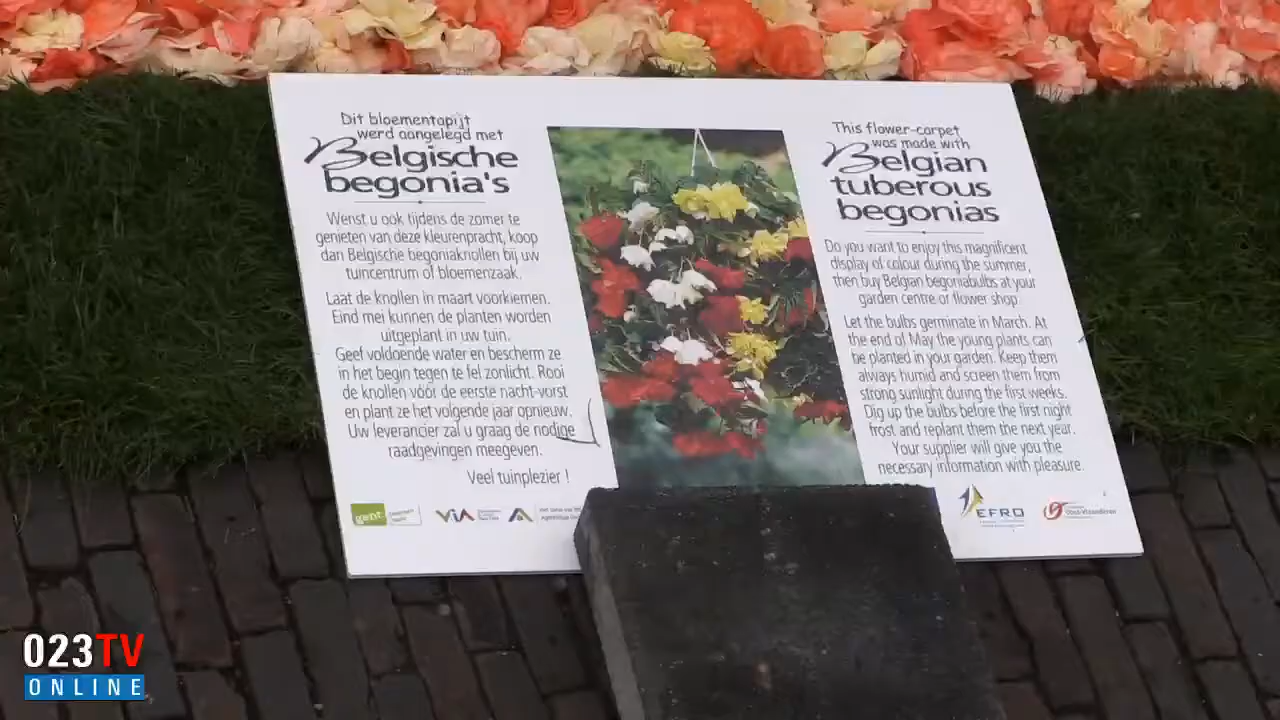 Dit bloementapijt
werd aangelegd met
Belgische
begonia's
Wenst u ook tijdens de zomer te
genieten van deze kleurenpracht, koop
dan Belgische begoniaknollen bij uw
tuincentrum of bloemenzaak.
Laat de knollen in maart voorkiemen.
Eind mei kunnen de planten worden
uitgeplant in uw tuin.
Geef voldoende water en bescherm ze
in het begin tegen te fel zonlicht. Rooi
de knollen vóór de eerste nacht-vorst
en plant ze het volgende jaar opnieuw.
Uw leverancier zal u graag de nodige
raadgevingen meegeven.
Veel tuinplezier !
gent
VIA
This flower-carpet
was made with
Belgian
tuberous
begonias
Do you want to enjoy this magnificent
display of colour during the summer,
then buy Belgian begoniabulbs at your
garden centre or flower shop.
Let the bulbs germinate in March. At
the end of May the young plants can
be planted in your garden. Keep them
always humid and screen them from
strong sunlight during the first weeks.
Dig up the bulbs before the first night
frost and replant them the next year.
Your supplier will give you the
necessary information with pleasure.
EFRO
Oost-Vlaanderen
023TV
ONLINE